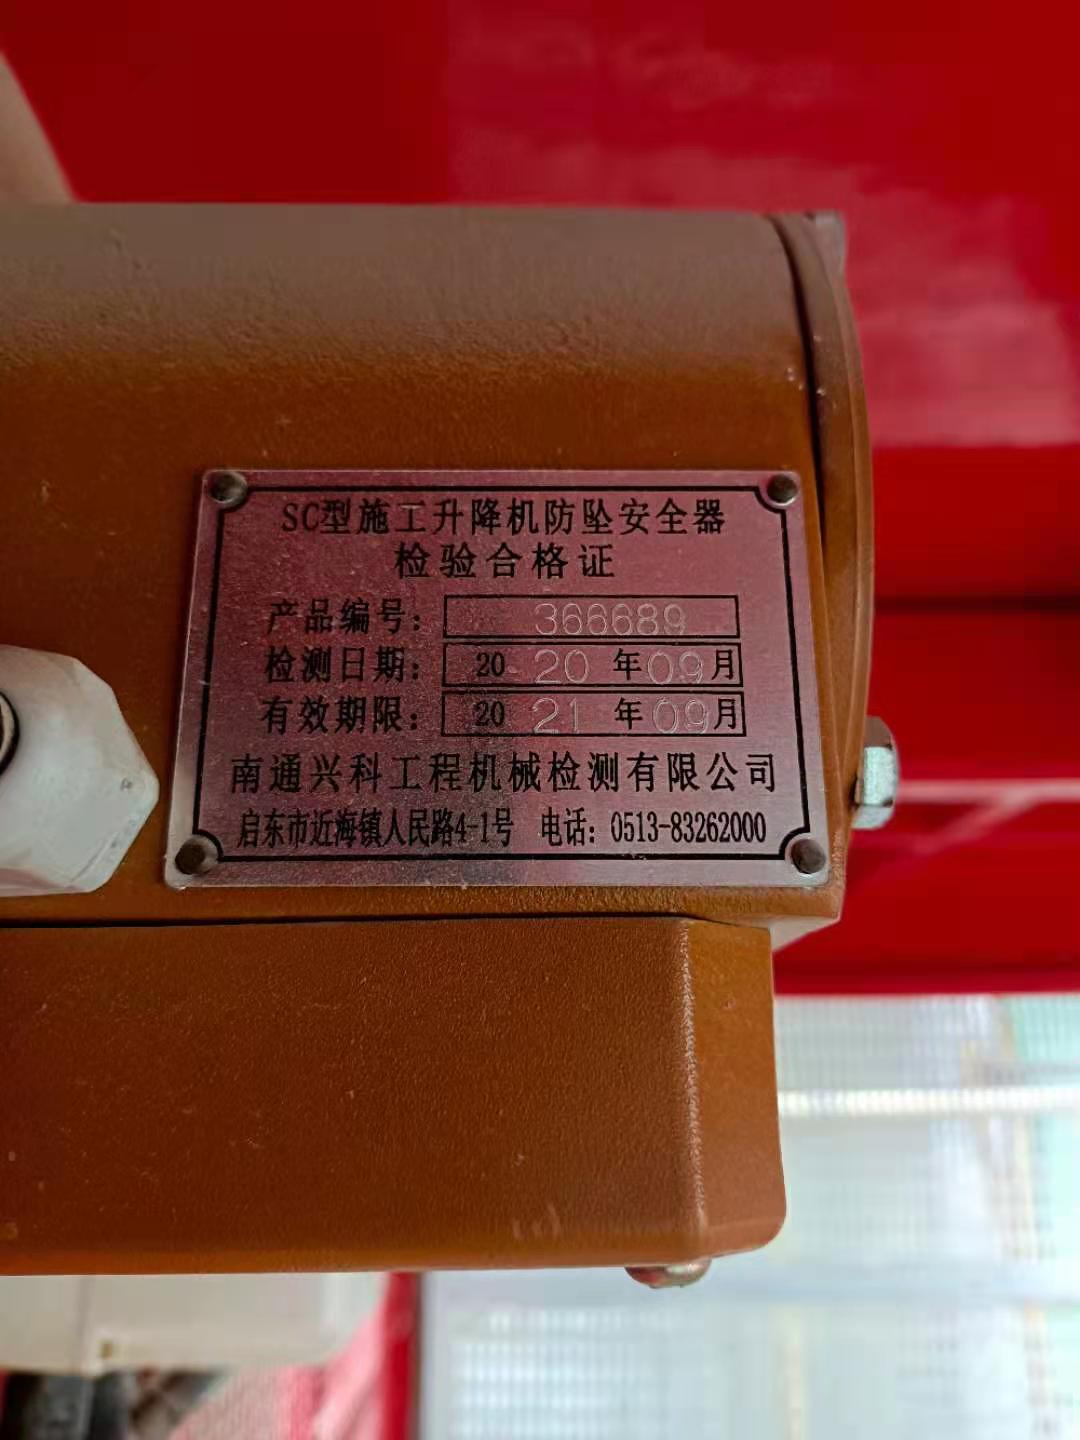 SC型施工升降机防坠安全器
检验合格证
产品编号: 366689
检测日期: 2020年09月
有效期限: 2021年09月
南通兴科工程机械检测有限公司
启东市近海镇人民路4-1号 电话: 0513-83262000